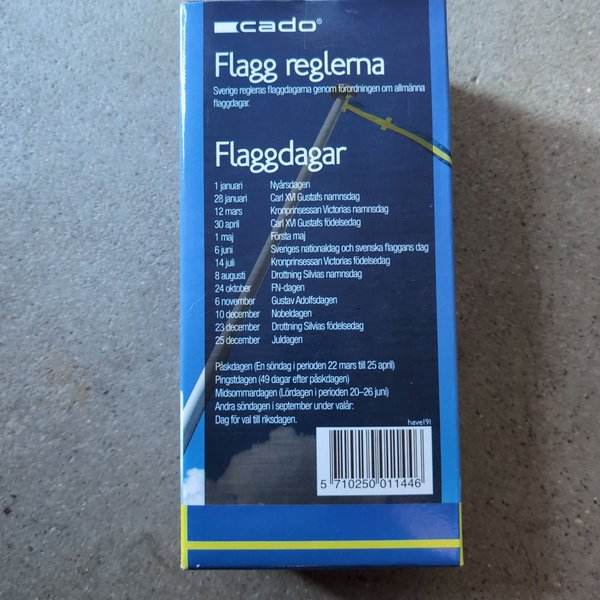 cado®
Flagg reglerna
Sverige regleras flaggdagarna genom förordningen om allmänna
flaggdagar.
Flaggdagar
1 januari Nyårsdagen
28 januari Carl XVI Gustafs namnsdag
12 mars Kronprinsessan Victorias namnsdag
30 april Carl XVI Gustafs födelsedag
1 maj Första maj
6 juni Sveriges nationaldag och svenska flaggans dag
14 juli Kronprinsessan Victorias födelsedag
8 augusti Drottning Silvias namnsdag
24 oktober FN-dagen
6 november Gustav Adolfsdagen
10 december Nobeldagen
23 december Drottning Silvias födelsedag
25 december Juldagen
Påskdagen (En söndag i perioden 22 mars till 25 april)
Pingstdagen (49 dagar efter påskdagen)
Midsommardagen (Lördagen i perioden 20–26 juni)
Andra söndagen i september under valår:
Dag för val till riksdagen.
havel9l
5 710250 011446